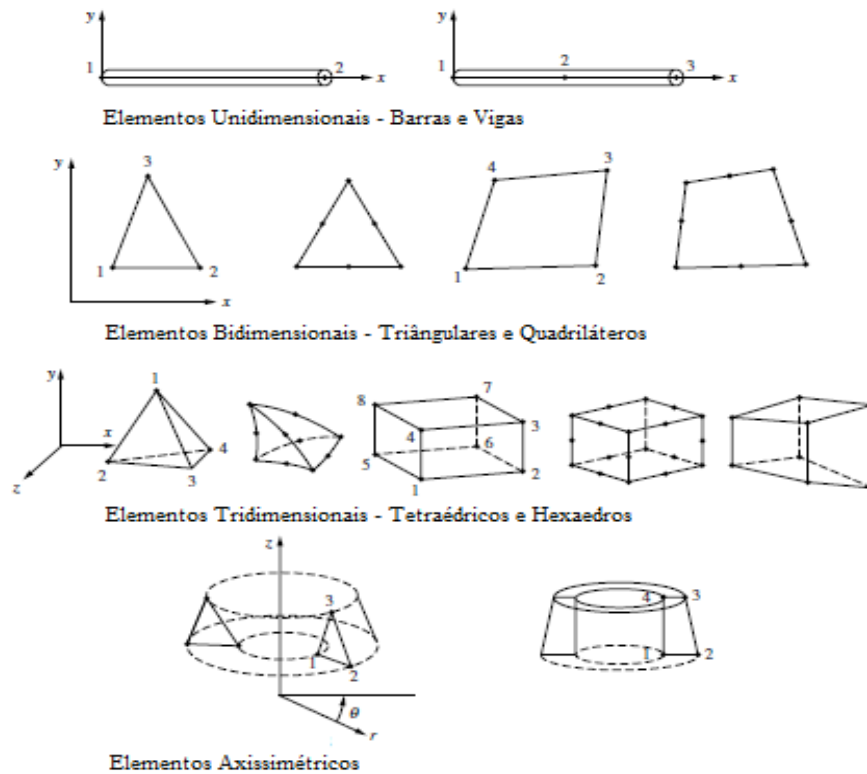 y y
1 2 x 1 2 3 x
Elementos Unidimensionais - Barras e Vigas
y 3 4 3
1 2 1 2
x
Elementos Bidimensionais - Triângulares e Quadriláteros
y 1 8 7
x 4 4 3
2 3 5 6 2
z 1
Elementos Tridimensionais - Tetraédricos e Hexaedros
z
3 4 3
1 2 1 2
θ
r
Elementos Axissimétricos